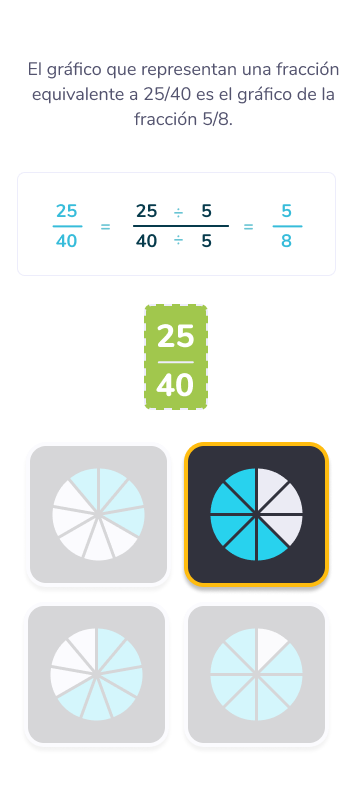 El gráfico que representan una fracción
equivalente a 25/40 es el gráfico de la
fracción 5/8.
25 = 25 ÷ 5 = 5
40 40 ÷ 5 8
25
40